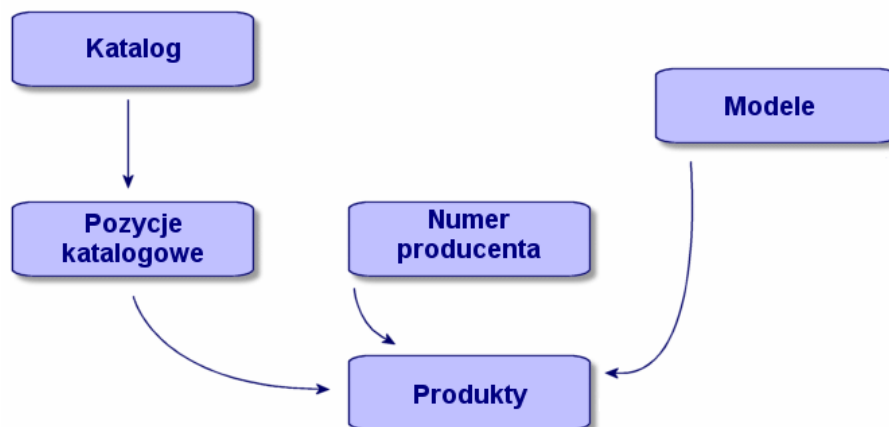 Katalog
Modele
Pozycje
katalogowe
Numer
producenta
Produkty